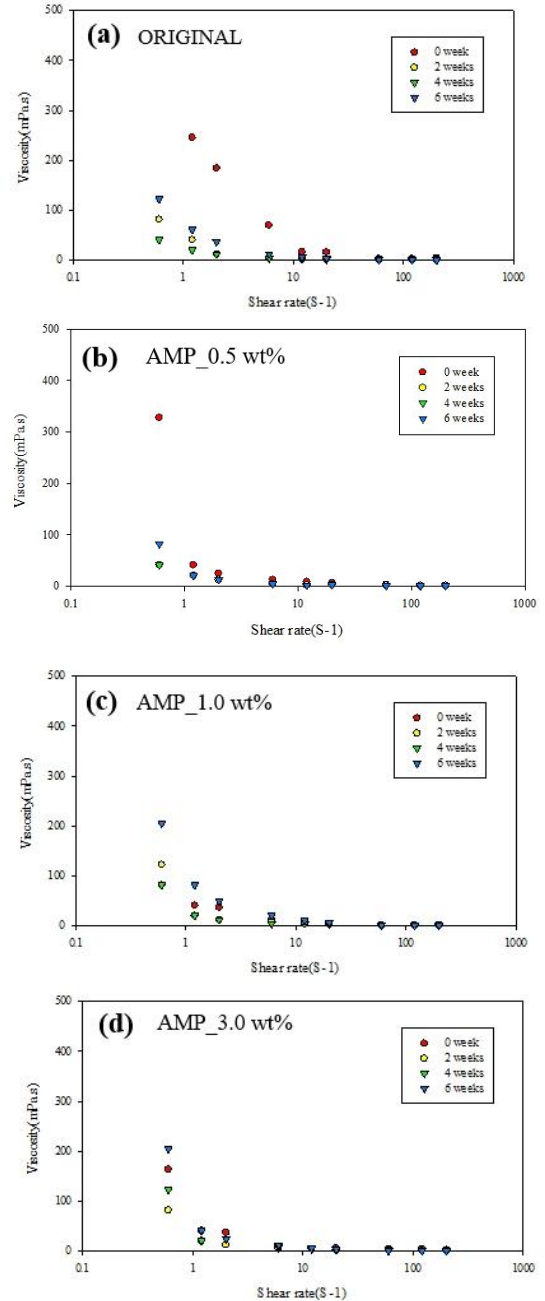 (a) ORIGINAL
500
400
300
200
100
0
Viscosity(mPa.s)
0 week
2 weeks
4 weeks
6 weeks
0.1 1 10 100 1000
Shear rate(S-1)
(b) AMP_0.5 wt%
500
400
300
200
100
0
Viscosity(mPa.s)
0 week
2 weeks
4 weeks
6 weeks
0.1 1 10 100 1000
Shear rate(S-1)
(c) AMP_1.0 wt%
500
400
300
200
100
0
Viscosity(mPa.s)
0 week
2 weeks
4 weeks
6 weeks
0.1 1 10 100 1000
Shear rate(S-1)
(d) AMP_3.0 wt%
500
400
300
200
100
0
Viscosity(mPa.s)
0 week
2 weeks
4 weeks
6 weeks
0.1 1 10 100 1000
Shear rate(S-1)